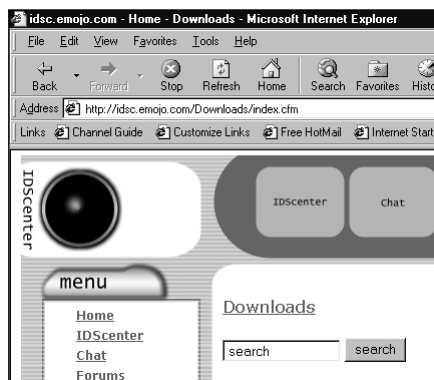 idsc.emojo.com - Home - Downloads - Microsoft Internet Explorer
File Edit View Favorites Tools Help
Back Forward Stop Refresh Home Search Favorites Histo
Address http://idsc.emojo.com/Downloads/index.cfm
Links Channel Guide Customize Links Free HotMail Internet Start
IDScenter
IDScenter Chat
menu
Home
IDScenter
Chat
Forums
Downloads
search search